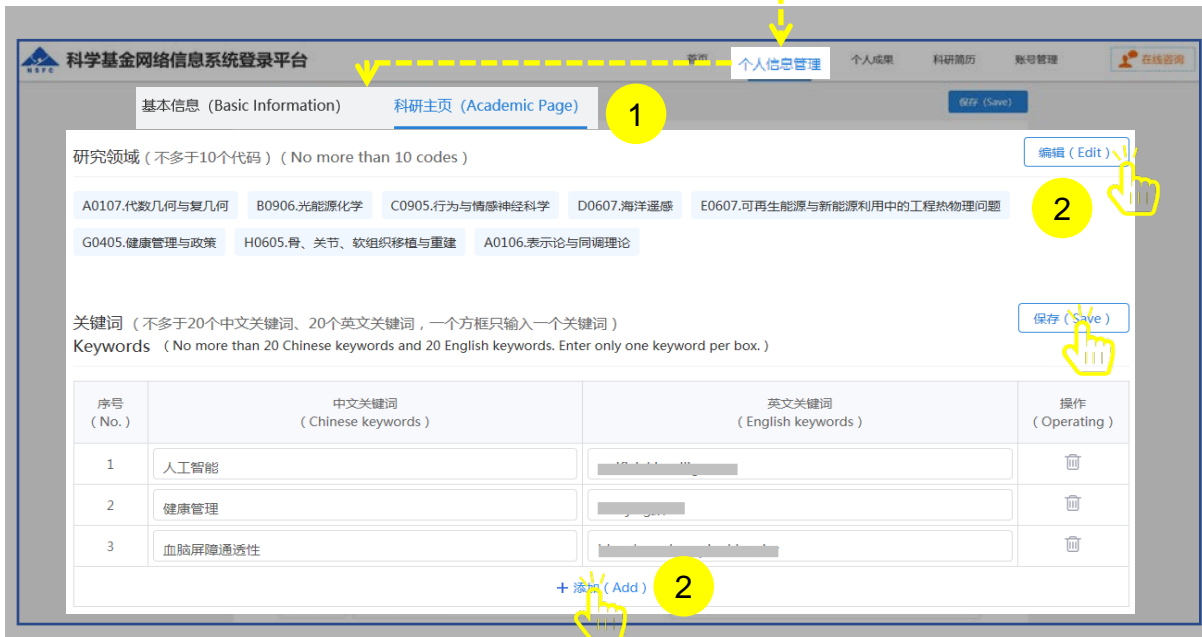 NSFC 科学基金网络信息系统登录平台 首页 个人信息管理 个人成果 科研简历 账号管理 在线咨询
基本信息（Basic Information） 科研主页（Academic Page） 1 保存 (Save)
研究领域（不多于10个代码）( No more than 10 codes ) 编辑 ( Edit )
A0107.代数几何与复几何 B0906.光能源化学 C0905.行为与情感神经科学 D0607.海洋遥感 E0607.可再生能源与新能源利用中的工程热物理问题 2
G0405.健康管理与政策 H0605.骨、关节、软组织移植与重建 A0106.表示论与同调理论
关键词（不多于20个中文关键词、20个英文关键词，一个方框只输入一个关键词） 保存 ( Save )
Keywords ( No more than 20 Chinese keywords and 20 English keywords. Enter only one keyword per box. )
序号 中文关键词 英文关键词 操作
( No. ) ( Chinese keywords ) ( English keywords ) ( Operating )
1 人工智能
2 健康管理
3 血脑屏障通透性
+ 添加 ( Add ) 2